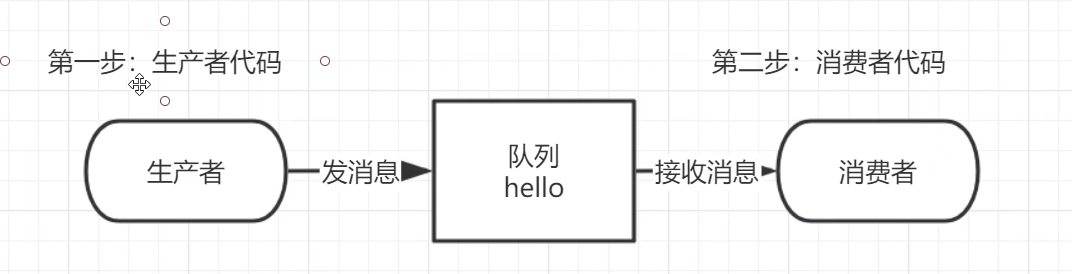 第一步：生产者代码
第二步：消费者代码
生产者
发消息
队列
hello
接收消息
消费者